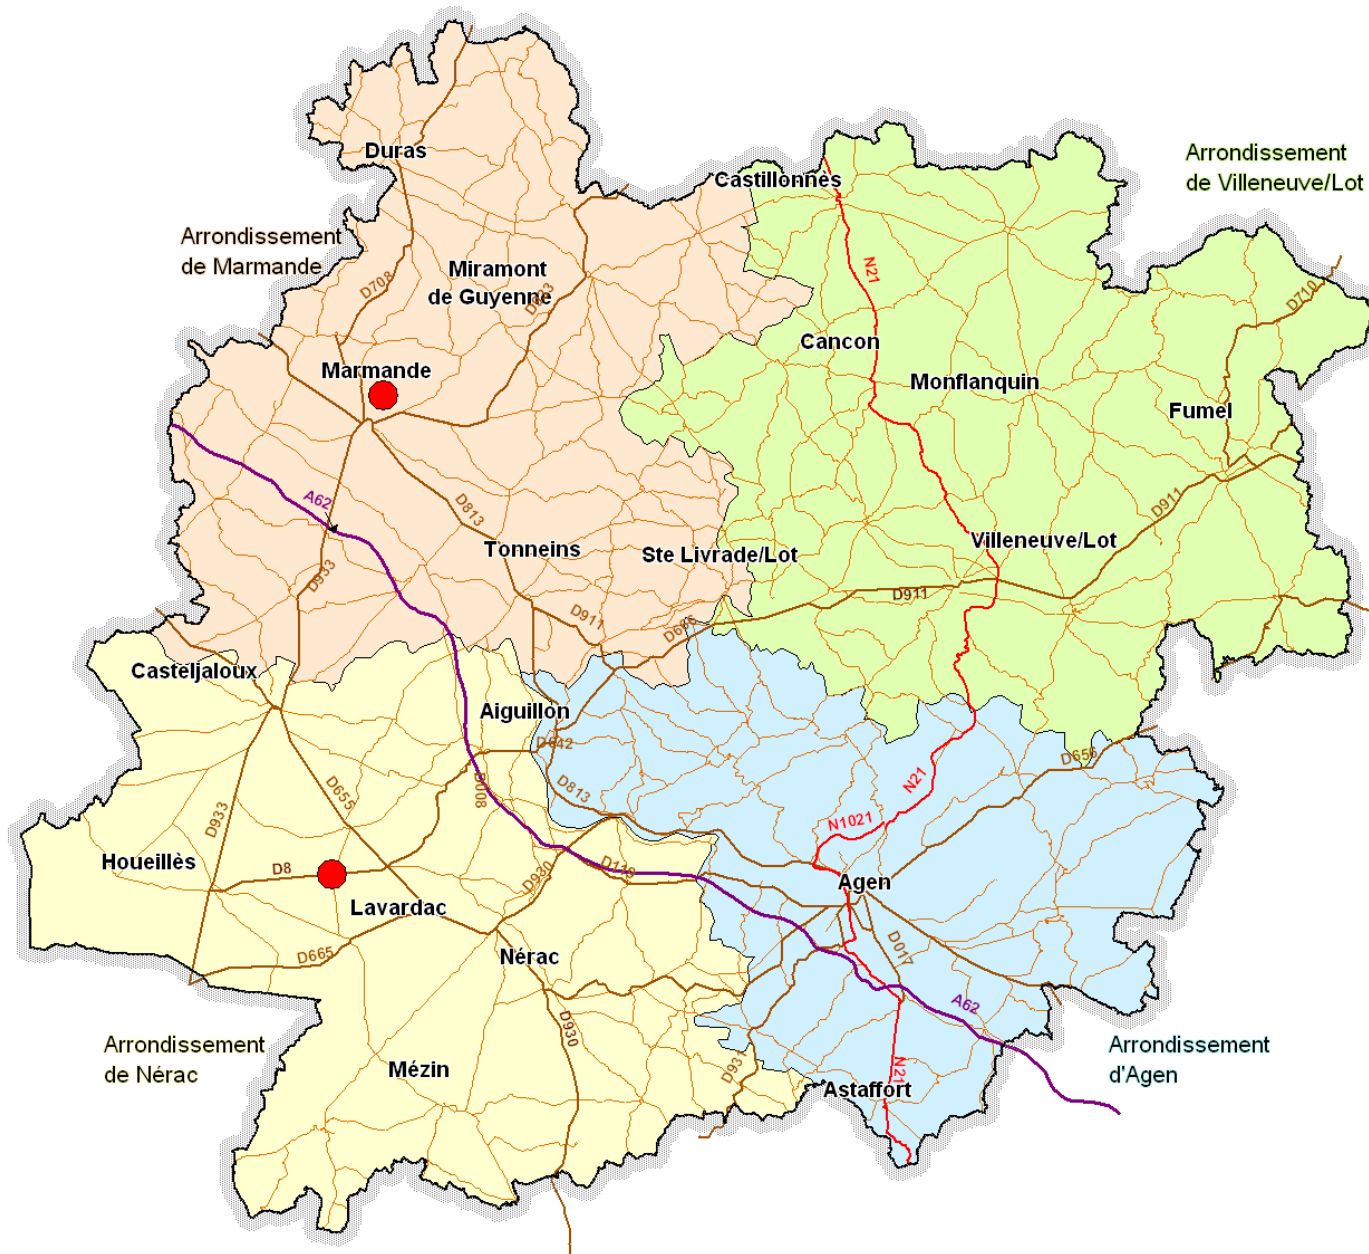 Duras
Arrondissement
de Villeneuve/Lot
Castillonnès
Arrondissement
de Marmande
Miramont
de Guyenne
D708
N21
D710
Cancon
Marmande
Monflanquin
Fumel
A62
D813
D911
Tonneins
Ste Livrade/Lot
Villeneuve/Lot
D933
D911
D911
Casteljaloux
Aiguillon
D642
D656
N21
D655
D813
D933
N1021
Houeillès
D8
D930
Agen
Lavardac
D665
Nérac
D017
A62
D930
Arrondissement
de Nérac
Arrondissement
d'Agen
Mézin
D931
N21
Astaffort